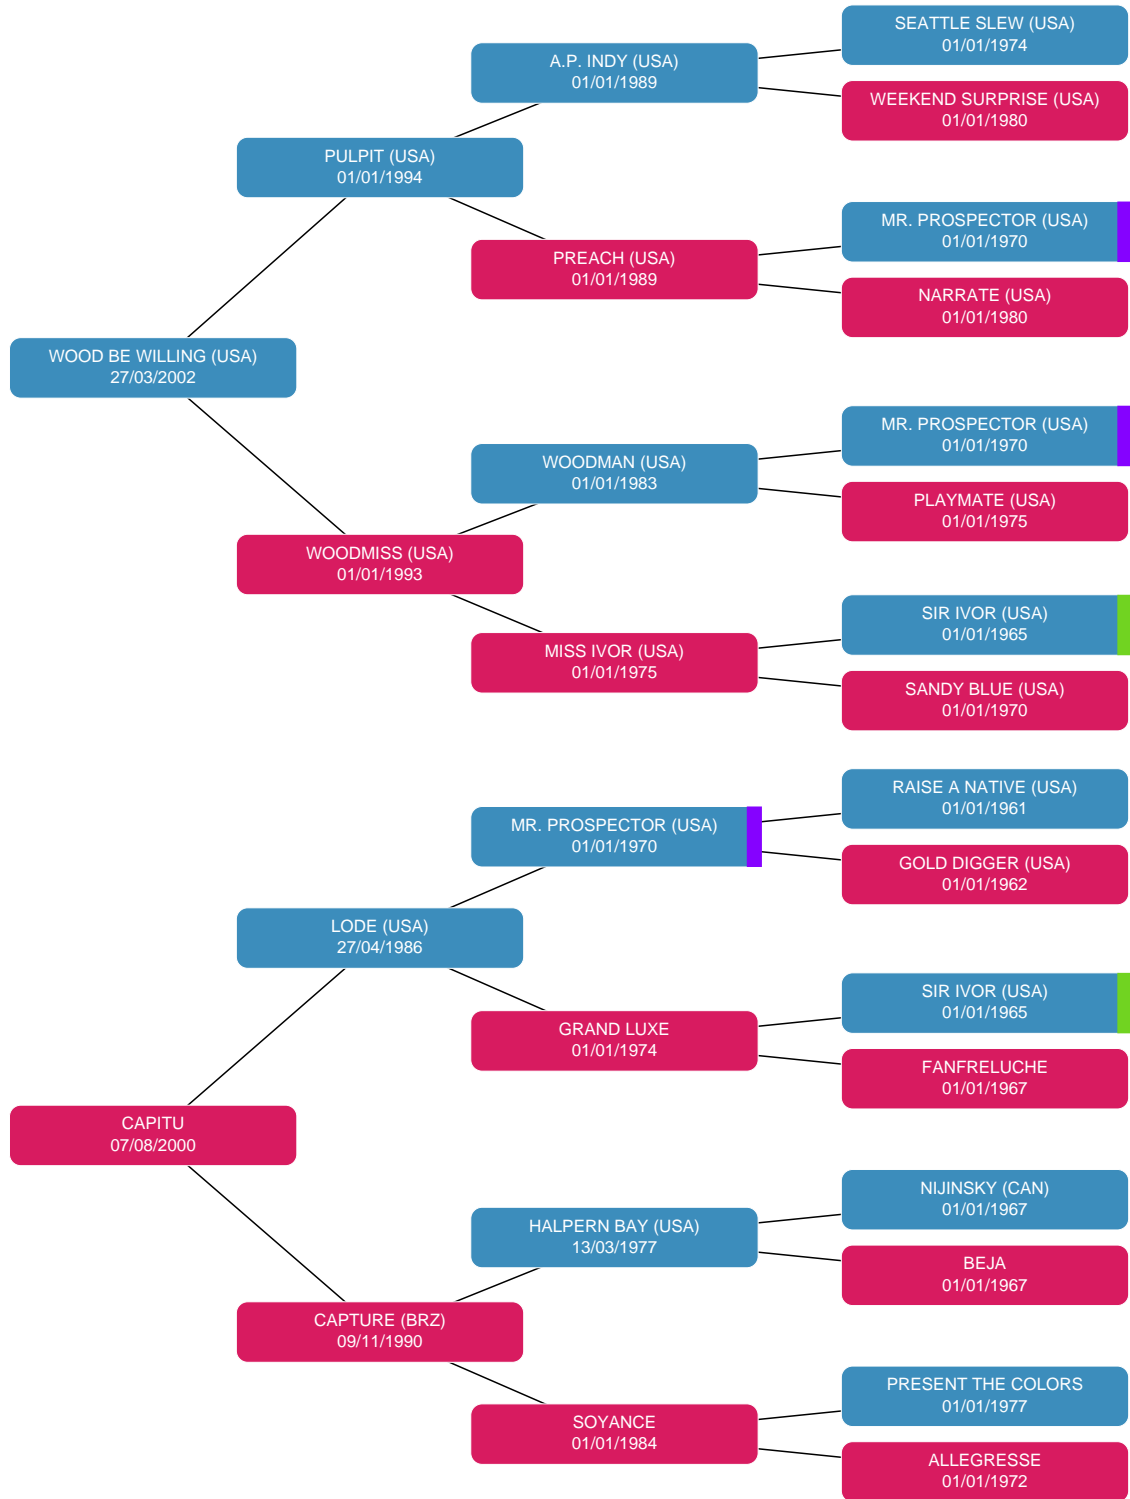 SEATTLE SLEW (USA)
01/01/1974
A.P. INDY (USA)
01/01/1989
WEEKEND SURPRISE (USA)
01/01/1980
PULPIT (USA)
01/01/1994
MR. PROSPECTOR (USA)
01/01/1970
PREACH (USA)
01/01/1989
NARRATE (USA)
01/01/1980
WOOD BE WILLING (USA)
27/03/2002
MR. PROSPECTOR (USA)
01/01/1970
WOODMAN (USA)
01/01/1983
PLAYMATE (USA)
01/01/1975
WOODMISS (USA)
01/01/1993
SIR IVOR (USA)
01/01/1965
MISS IVOR (USA)
01/01/1975
SANDY BLUE (USA)
01/01/1970
RAISE A NATIVE (USA)
01/01/1961
MR. PROSPECTOR (USA)
01/01/1970
GOLD DIGGER (USA)
01/01/1962
LODE (USA)
27/04/1986
SIR IVOR (USA)
01/01/1965
GRAND LUXE
01/01/1974
FANFRELUCHE
01/01/1967
CAPITU
07/08/2000
NIJINSKY (CAN)
01/01/1967
HALPERN BAY (USA)
13/03/1977
BEJA
01/01/1967
CAPTURE (BRZ)
09/11/1990
PRESENT THE COLORS
01/01/1977
SOYANCE
01/01/1984
ALLEGRESSE
01/01/1972